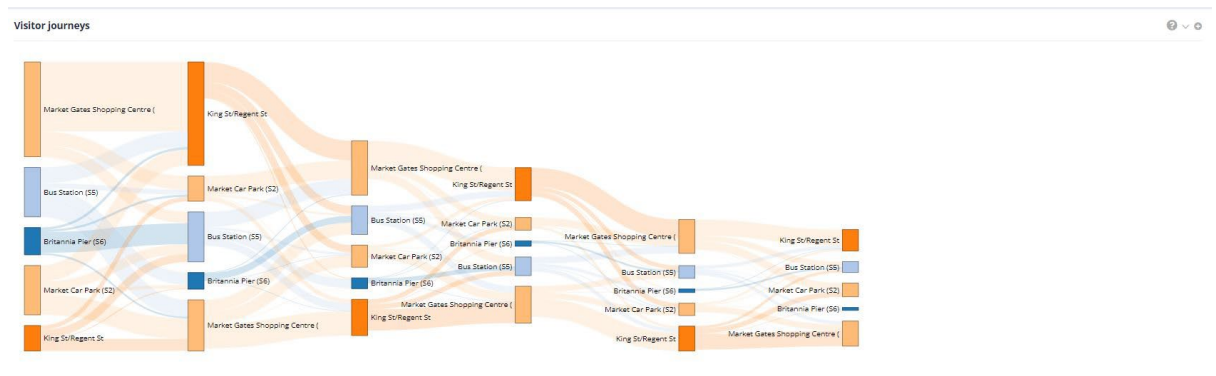 Visitor journeys
Market Gates Shopping Centre (
Bus Station (S5)
Britannia Pier (S6)
Market Car Park (S2)
King St/Regent St
King St/Regent St
Market Car Park (S2)
Bus Station (S5)
Britannia Pier (S6)
Market Gates Shopping Centre (
Market Gates Shopping Centre (
Bus Station (S5)
Market Car Park (S2)
Britannia Pier (S6)
King St/Regent St
King St/Regent St
Market Car Park (S2)
Britannia Pier (S6)
Bus Station (S5)
Market Gates Shopping Centre (
Market Gates Shopping Centre (
Bus Station (S5)
Britannia Pier (S6)
Market Car Park (S2)
King St/Regent St
King St/Regent St
Bus Station (S5)
Market Car Park (S2)
Britannia Pier (S6)
Market Gates Shopping Centre (